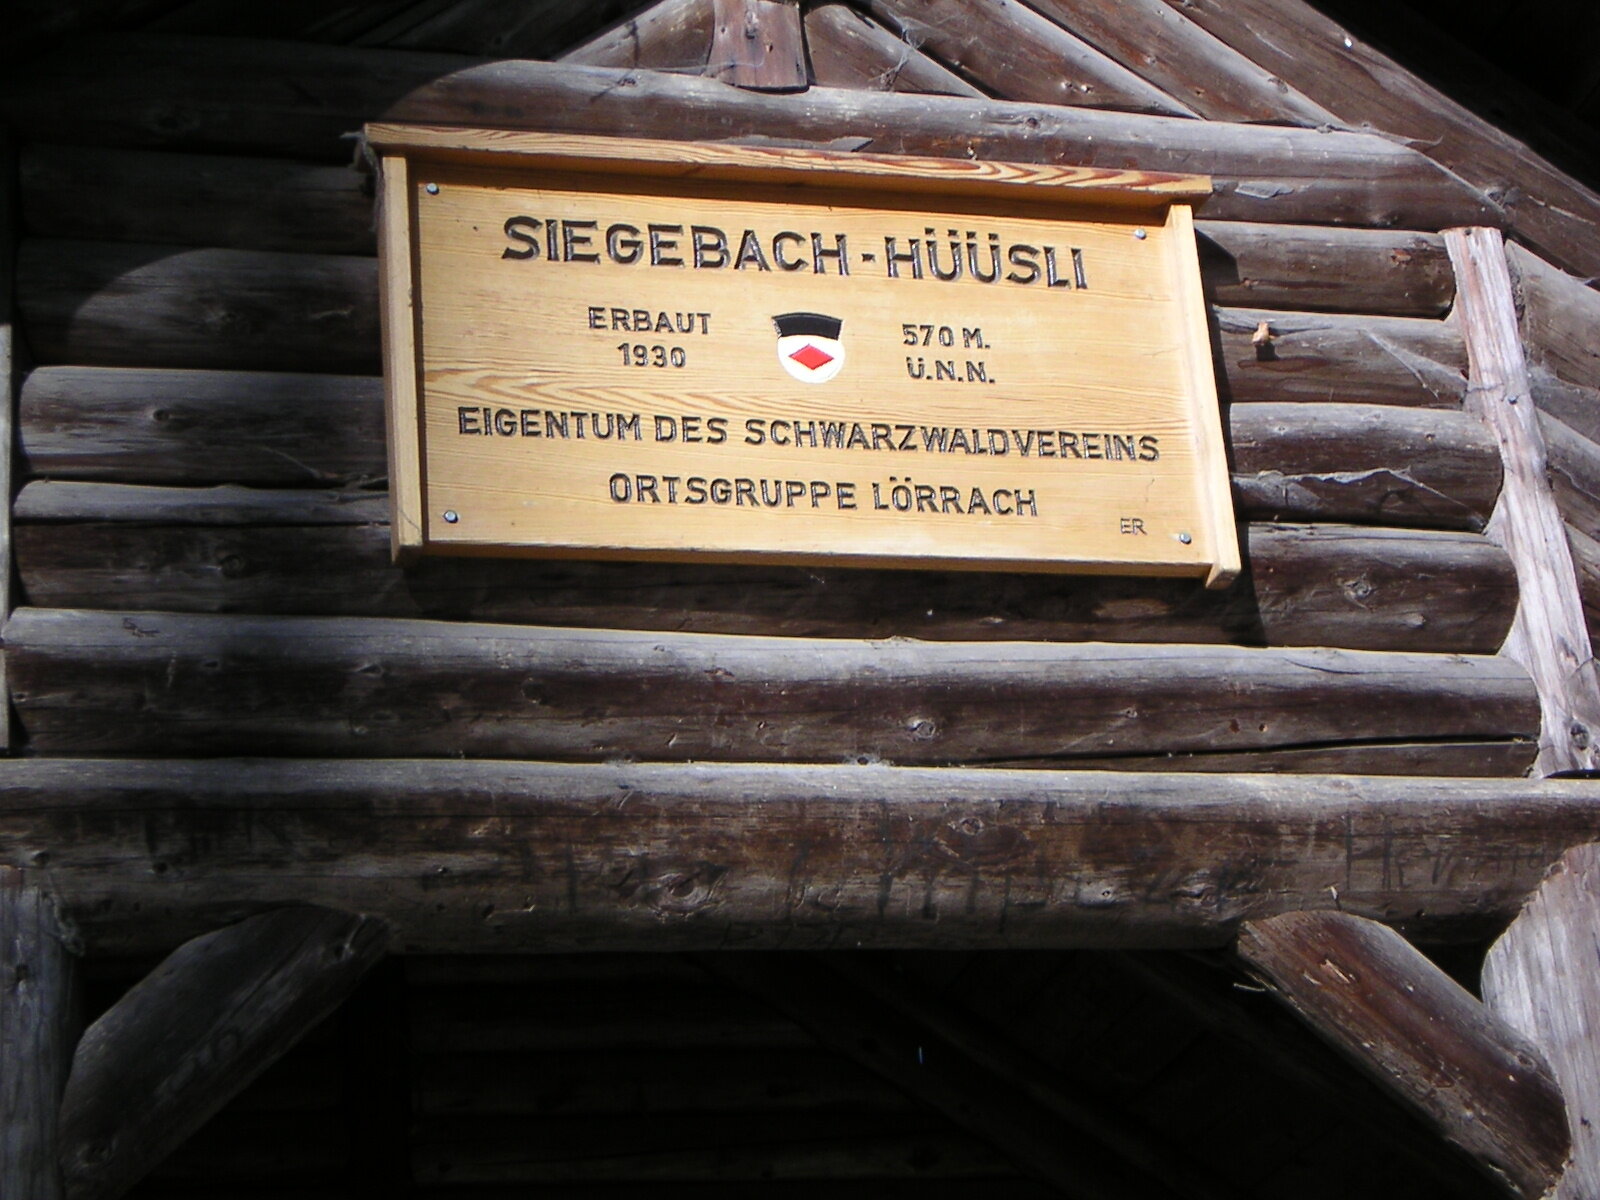 SIEGEBACH-HÜÜSLI
ERBAUT
1930
570 M.
Ü.N.N.
EIGENTUM DES SCHWARZWALDVEREINS
ORTSGRUPPE LÖRRACH
ER